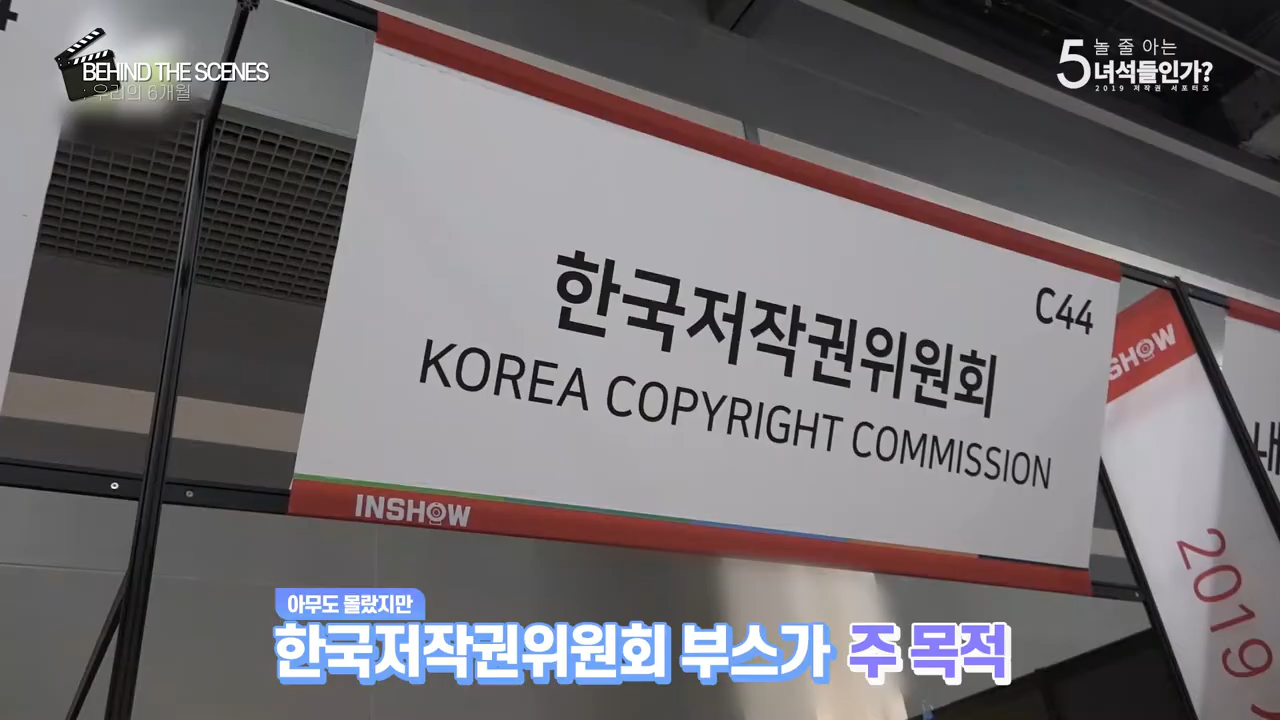 BEHIND THE SCENES
우리의 6개월
5 놀 줄 아는
녀석들인가?
2019 저작권 서포터즈
C44
한국저작권위원회
KOREA COPYRIGHT COMMISSION
INSHOW
SHOW
내
2019
아무도 몰랐지만
한국저작권위원회 부스가 주 목적